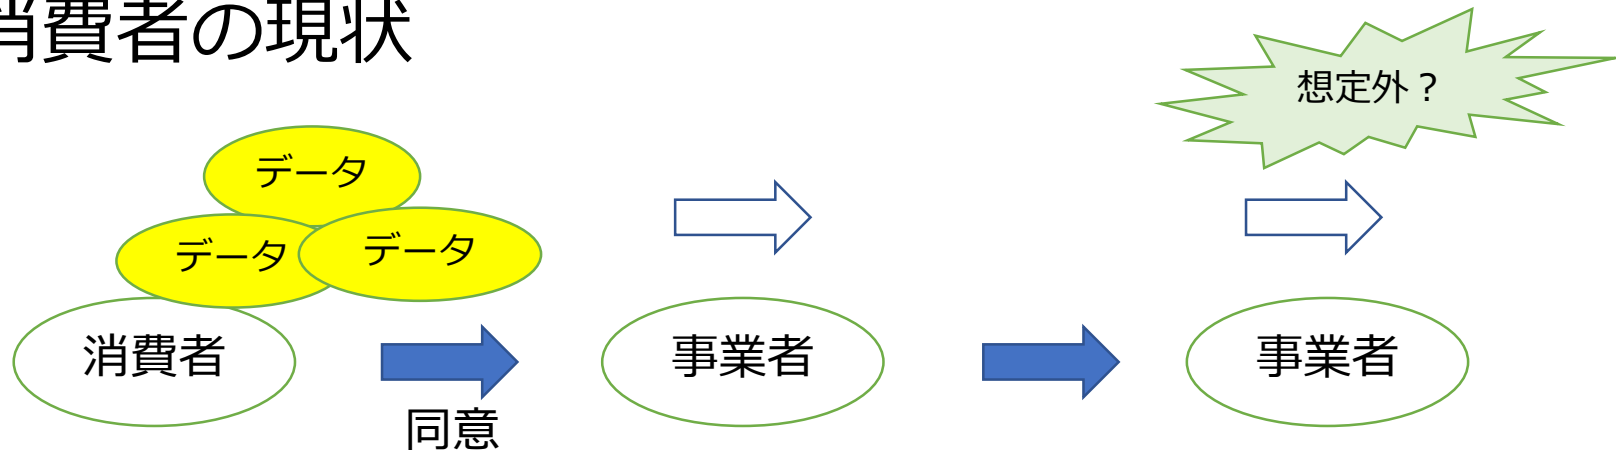 消費者の現状
想定外？
データ
データ
データ
消費者
事業者
事業者
同意